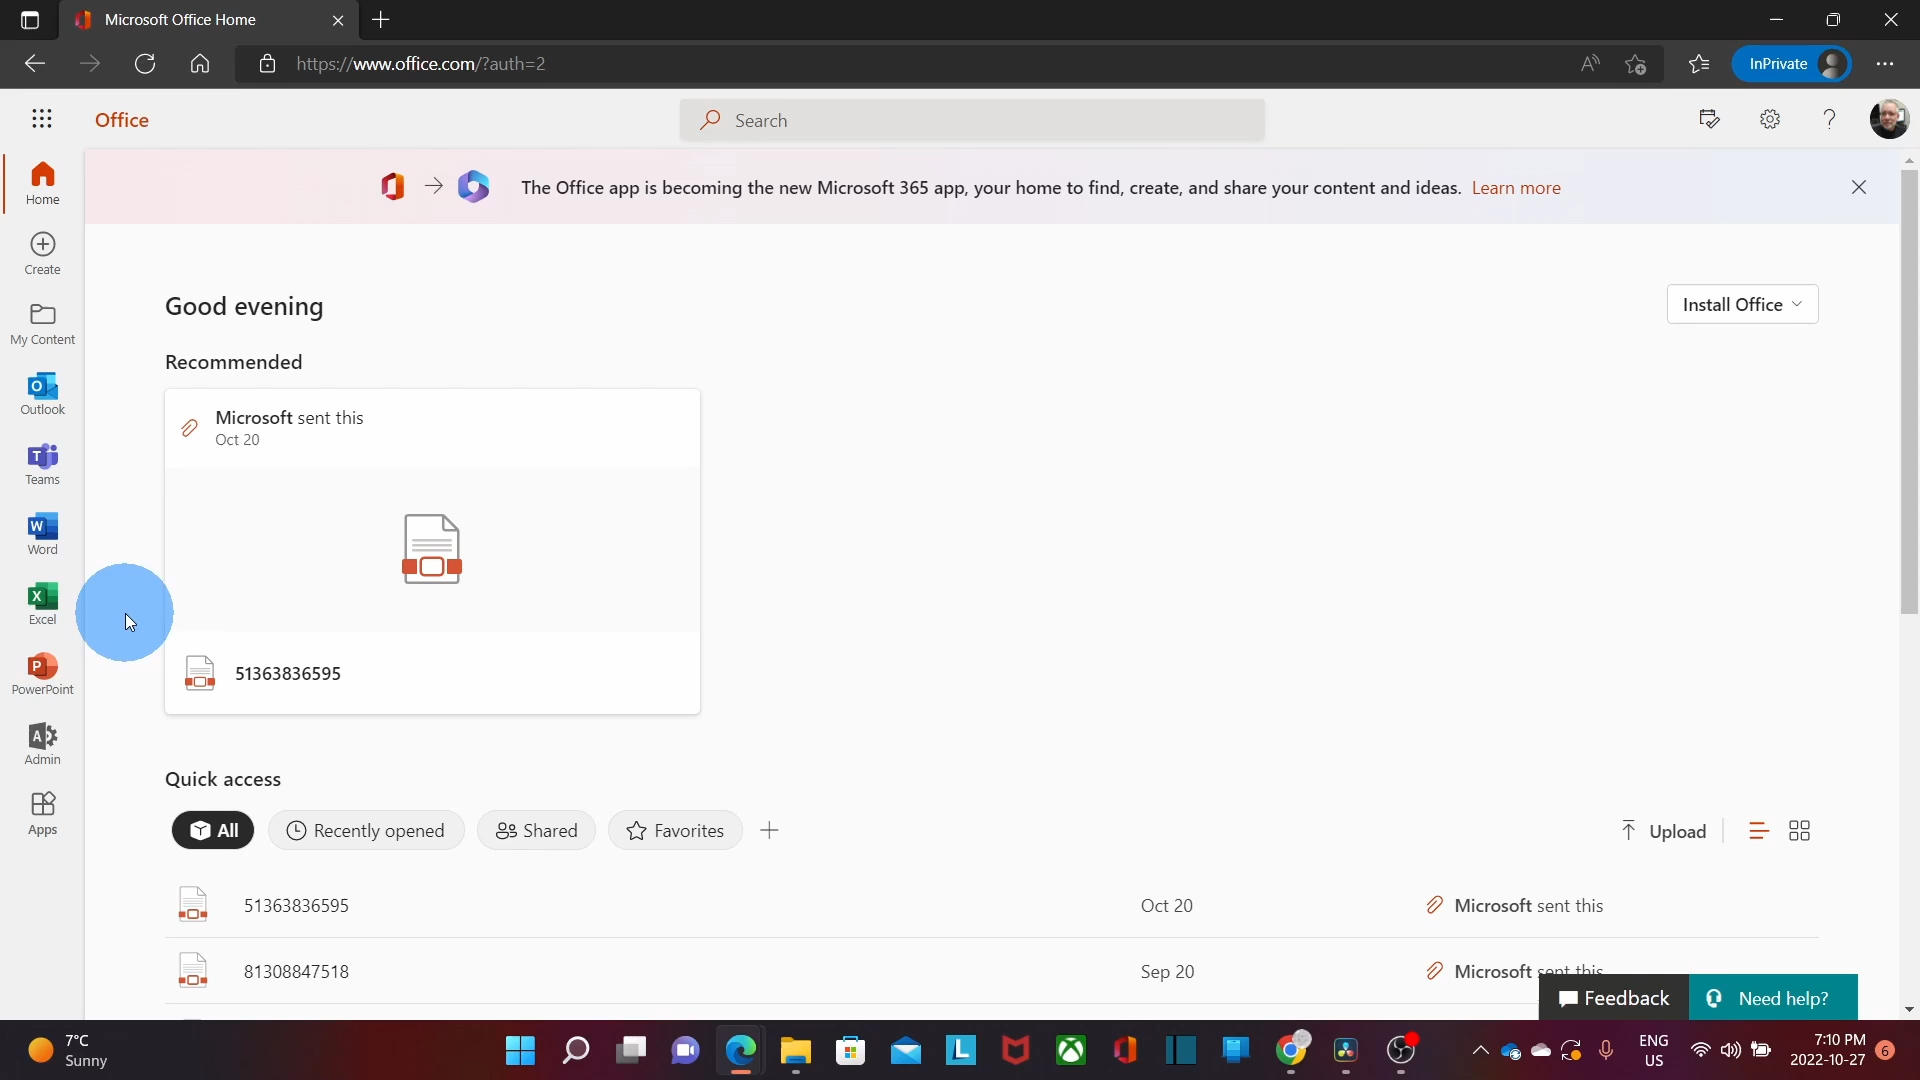 Microsoft Office Home
https://www.office.com/?auth=2
InPrivate
Office
Search
The Office app is becoming the new Microsoft 365 app, your home to find, create, and share your content and ideas. Learn more
Home
Create
My Content
Outlook
Teams
Word
Excel
PowerPoint
Admin
Apps
Good evening
Install Office
Recommended
Microsoft sent this
Oct 20
51363836595
Quick access
All
Recently opened
Shared
Favorites
Upload
51363836595
Oct 20
Microsoft sent this
81308847518
Sep 20
Microsoft sent this
Feedback
Need help?
7°C
Sunny
ENG
US
7:10 PM
2022-10-27
6